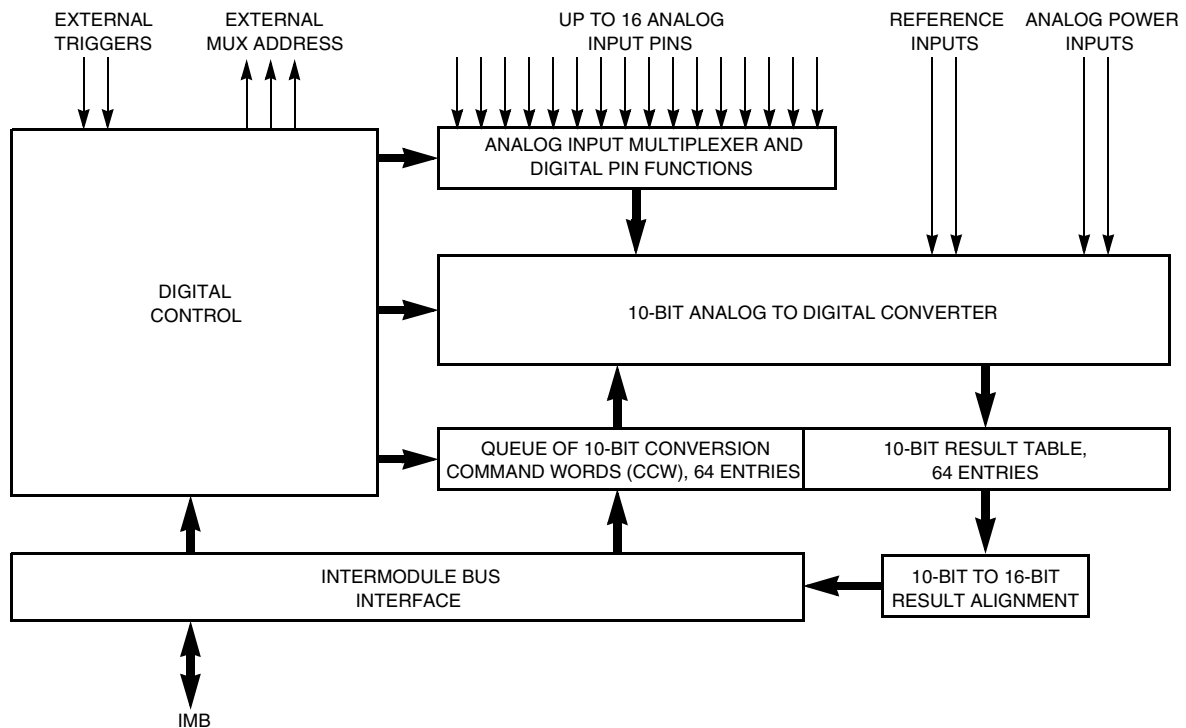 EXTERNAL
TRIGGERS
EXTERNAL
MUX ADDRESS
UP TO 16 ANALOG
INPUT PINS
REFERENCE
INPUTS
ANALOG POWER
INPUTS
ANALOG INPUT MULTIPLEXER AND
DIGITAL PIN FUNCTIONS
DIGITAL
CONTROL
10-BIT ANALOG TO DIGITAL CONVERTER
QUEUE OF 10-BIT CONVERSION
COMMAND WORDS (CCW), 64 ENTRIES
10-BIT RESULT TABLE,
64 ENTRIES
INTERMODULE BUS
INTERFACE
10-BIT TO 16-BIT
RESULT ALIGNMENT
IMB